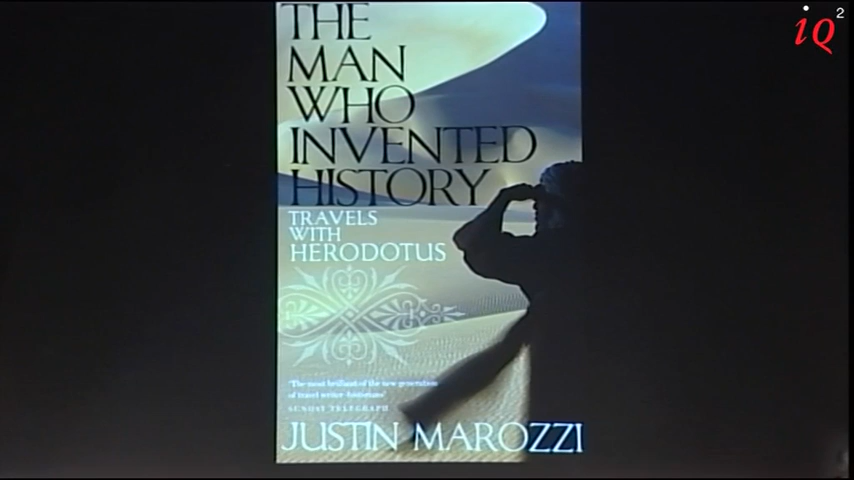 THE
MAN
WHO
INVENTED
HISTORY
TRAVELS
WITH
HERODOTUS
'The most brilliant of the new generation
of travel writer-historians'
SUNDAY TELEGRAPH
JUSTIN MAROZZI
iQ2